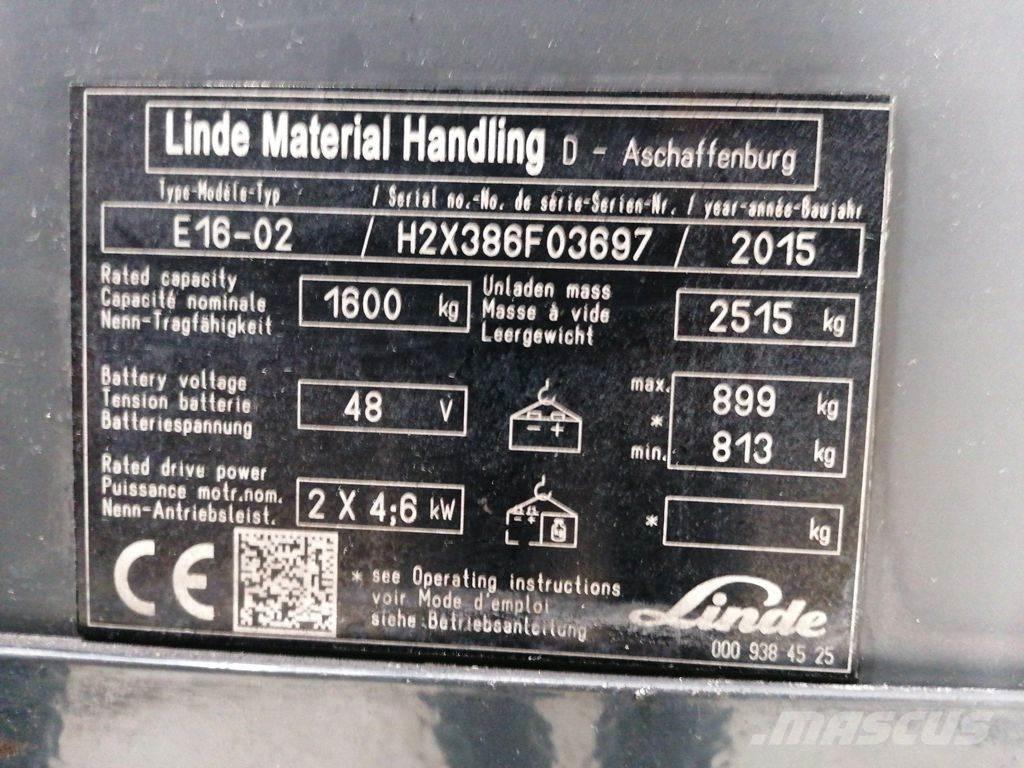 Linde Material Handling D - Aschaffenburg
Type-Modèle-Typ / Serial no.-No. de série-Serien-Nr. / year-année-Baujahr
E16-02 / H2X386F03697 / 2015
Rated capacity
Capacité nominale
Nenn-Tragfähigkeit
1600 kg
Unladen mass
Masse à vide
Leergewicht
2515 kg
Battery voltage
Tension batterie
Batteriespannung
48 V
- +
max. 899 kg
*
min. 813 kg
Rated drive power
Puissance motr.nom.
Nenn-Antriebsleist.
2 X 4;6 kW
- +
* kg
CE
* see Operating instructions
voir Mode d'emploi
siehe Betriebsanleitung
Linde
000 938 45 25
mascus